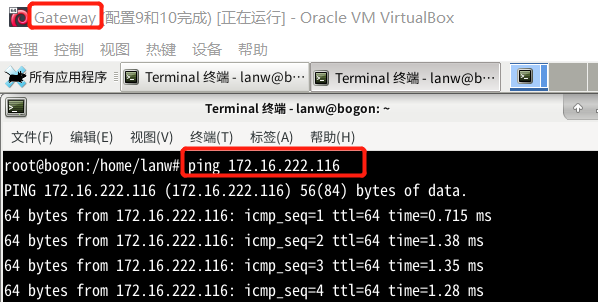 Gateway (配置9和10完成) [正在运行] - Oracle VM VirtualBox
管理 控制 视图 热键 设备 帮助
所有应用程序 Terminal 终端 - lanw@b… Terminal 终端 - lanw@bo…
Terminal 终端 - lanw@bogon: ~
文件(F) 编辑(E) 视图(V) 终端(T) 标签(A) 帮助(H)
root@bogon:/home/lanw# ping 172.16.222.116
PING 172.16.222.116 (172.16.222.116) 56(84) bytes of data.
64 bytes from 172.16.222.116: icmp_seq=1 ttl=64 time=0.715 ms
64 bytes from 172.16.222.116: icmp_seq=2 ttl=64 time=1.38 ms
64 bytes from 172.16.222.116: icmp_seq=3 ttl=64 time=1.35 ms
64 bytes from 172.16.222.116: icmp_seq=4 ttl=64 time=1.28 ms